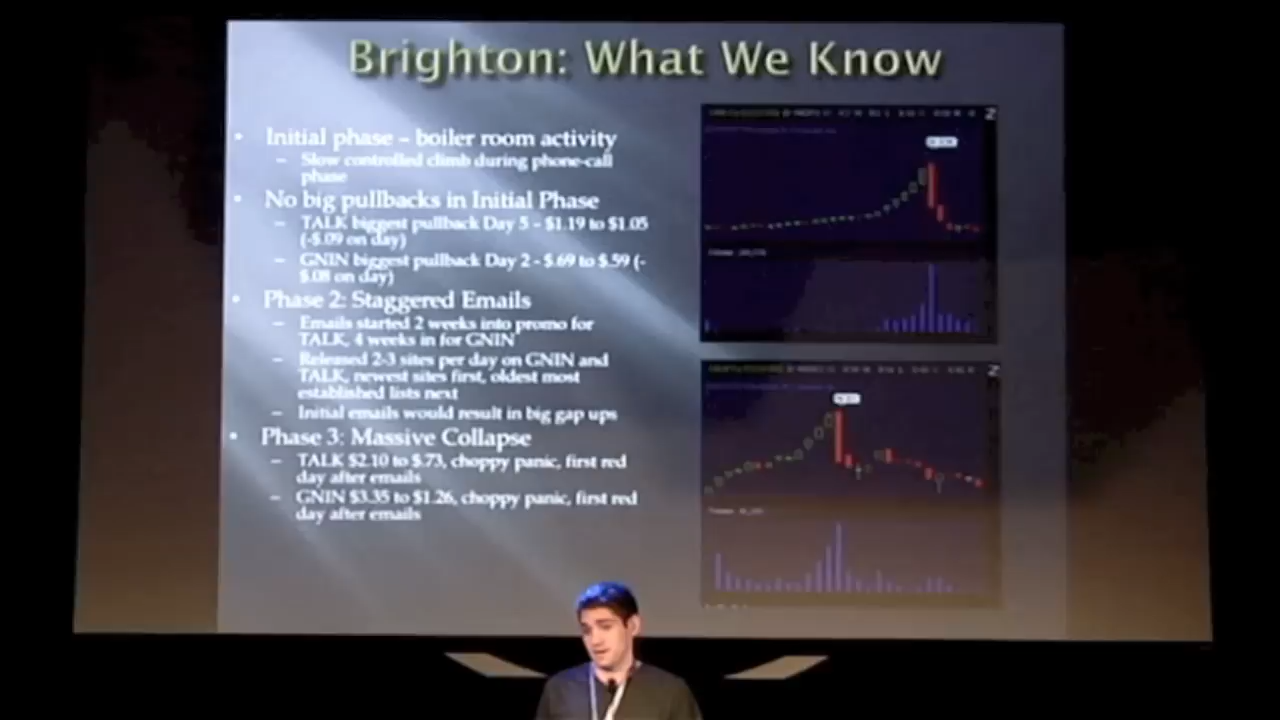 Brighton: What We Know
• Initial phase – boiler room activity
– Slow controlled climb during phone-call
phase
• No big pullbacks in Initial Phase
– TALK biggest pullback Day 5 – $1.19 to $1.05
(-$.09 on day)
– GNIN biggest pullback Day 2 - $.69 to $.59 (-
$.08 on day)
• Phase 2: Staggered Emails
– Emails started 2 weeks into promo for
TALK, 4 weeks in for GNIN
– Released 2-3 sites per day on GNIN and
TALK, newest sites first, oldest most
established lists next
– Initial emails would result in big gap ups
• Phase 3: Massive Collapse
– TALK $2.10 to $.73, choppy panic, first red
day after emails
– GNIN $3.35 to $1.26, choppy panic, first red
day after emails